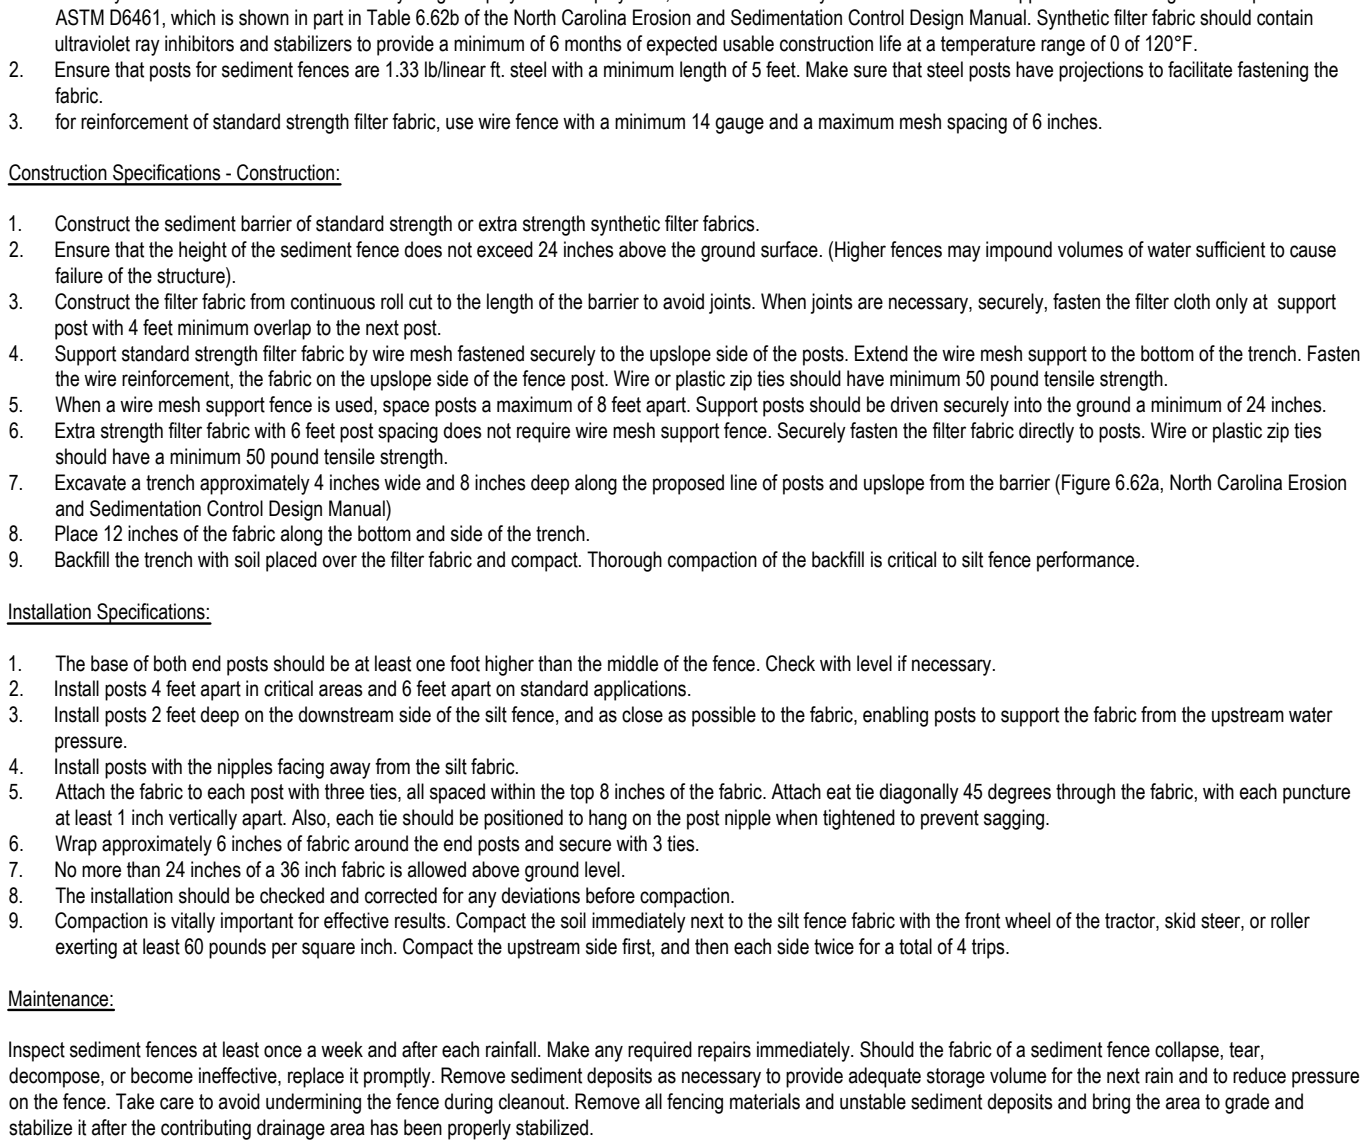 ASTM D6461, which is shown in part in Table 6.62b of the North Carolina Erosion and Sedimentation Control Design Manual. Synthetic filter fabric should contain
ultraviolet ray inhibitors and stabilizers to provide a minimum of 6 months of expected usable construction life at a temperature range of 0 of 120°F.
2. Ensure that posts for sediment fences are 1.33 lb/linear ft. steel with a minimum length of 5 feet. Make sure that steel posts have projections to facilitate fastening the
fabric.
3. for reinforcement of standard strength filter fabric, use wire fence with a minimum 14 gauge and a maximum mesh spacing of 6 inches.
Construction Specifications - Construction:
1. Construct the sediment barrier of standard strength or extra strength synthetic filter fabrics.
2. Ensure that the height of the sediment fence does not exceed 24 inches above the ground surface. (Higher fences may impound volumes of water sufficient to cause
failure of the structure).
3. Construct the filter fabric from continuous roll cut to the length of the barrier to avoid joints. When joints are necessary, securely, fasten the filter cloth only at support
post with 4 feet minimum overlap to the next post.
4. Support standard strength filter fabric by wire mesh fastened securely to the upslope side of the posts. Extend the wire mesh support to the bottom of the trench. Fasten
the wire reinforcement, the fabric on the upslope side of the fence post. Wire or plastic zip ties should have minimum 50 pound tensile strength.
5. When a wire mesh support fence is used, space posts a maximum of 8 feet apart. Support posts should be driven securely into the ground a minimum of 24 inches.
6. Extra strength filter fabric with 6 feet post spacing does not require wire mesh support fence. Securely fasten the filter fabric directly to posts. Wire or plastic zip ties
should have a minimum 50 pound tensile strength.
7. Excavate a trench approximately 4 inches wide and 8 inches deep along the proposed line of posts and upslope from the barrier (Figure 6.62a, North Carolina Erosion
and Sedimentation Control Design Manual)
8. Place 12 inches of the fabric along the bottom and side of the trench.
9. Backfill the trench with soil placed over the filter fabric and compact. Thorough compaction of the backfill is critical to silt fence performance.
Installation Specifications:
1. The base of both end posts should be at least one foot higher than the middle of the fence. Check with level if necessary.
2. Install posts 4 feet apart in critical areas and 6 feet apart on standard applications.
3. Install posts 2 feet deep on the downstream side of the silt fence, and as close as possible to the fabric, enabling posts to support the fabric from the upstream water
pressure.
4. Install posts with the nipples facing away from the silt fabric.
5. Attach the fabric to each post with three ties, all spaced within the top 8 inches of the fabric. Attach eat tie diagonally 45 degrees through the fabric, with each puncture
at least 1 inch vertically apart. Also, each tie should be positioned to hang on the post nipple when tightened to prevent sagging.
6. Wrap approximately 6 inches of fabric around the end posts and secure with 3 ties.
7. No more than 24 inches of a 36 inch fabric is allowed above ground level.
8. The installation should be checked and corrected for any deviations before compaction.
9. Compaction is vitally important for effective results. Compact the soil immediately next to the silt fence fabric with the front wheel of the tractor, skid steer, or roller
exerting at least 60 pounds per square inch. Compact the upstream side first, and then each side twice for a total of 4 trips.
Maintenance:
Inspect sediment fences at least once a week and after each rainfall. Make any required repairs immediately. Should the fabric of a sediment fence collapse, tear,
decompose, or become ineffective, replace it promptly. Remove sediment deposits as necessary to provide adequate storage volume for the next rain and to reduce pressure
on the fence. Take care to avoid undermining the fence during cleanout. Remove all fencing materials and unstable sediment deposits and bring the area to grade and
stabilize it after the contributing drainage area has been properly stabilized.